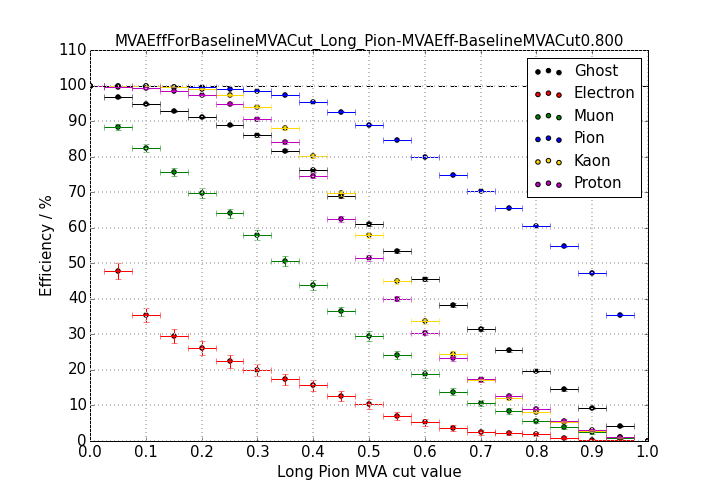 MVAEffForBaselineMVACut_Long_Pion-MVAEff-BaselineMVACut0.800
110
100
90
80
70
60
50
40
30
20
10
0
Efficiency / %
Ghost
Electron
Muon
Pion
Kaon
Proton
0.0 0.1 0.2 0.3 0.4 0.5 0.6 0.7 0.8 0.9 1.0
Long Pion MVA cut value